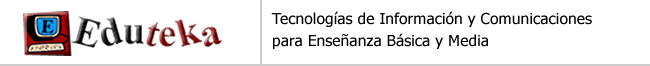 E Eduteka
Tecnologías de Información y Comunicaciones
para Enseñanza Básica y Media